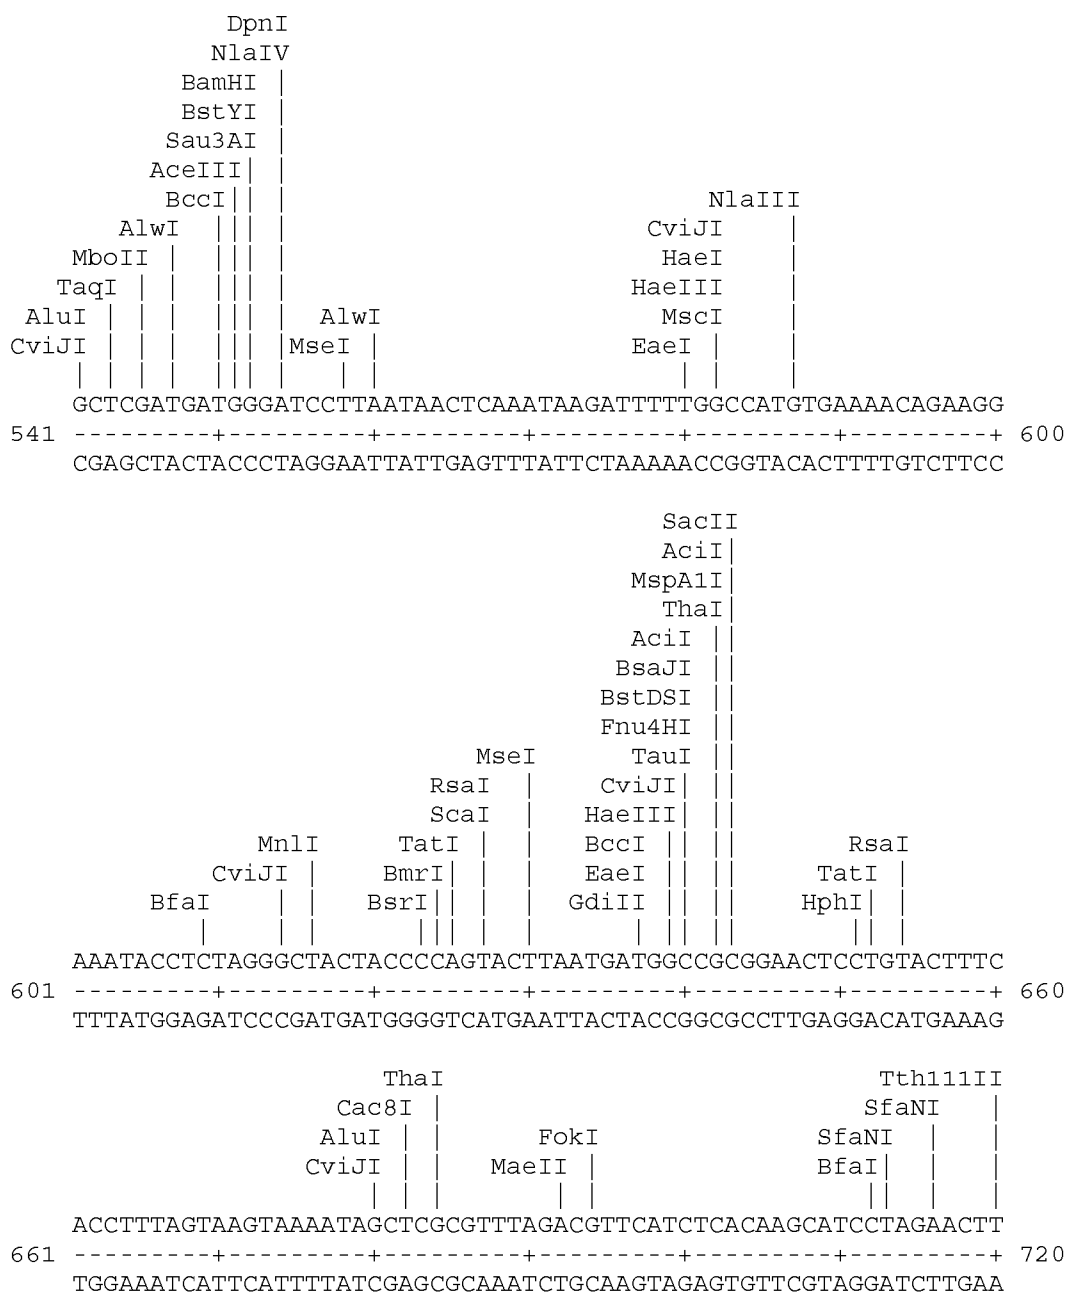 DpnI
NlaIV
BamHI |
BstYI |
Sau3AI |
AceIII| |
BccI|| | NlaIII
AlwI ||| | CviJI |
MboII | ||| | HaeI |
TaqI | | ||| | HaeIII |
AluI | | | ||| | AlwI MscI |
CviJI | | | ||| |MseI | EaeI | |
| | | | ||| | | | | | |
GCTCGATGATGGGATCCTTAATAACTCAAATAAGATTTTTGGCCATGTGAAAACAGAAGG
541 ---------+---------+---------+---------+---------+---------+ 600
CGAGCTACTACCCTAGGAATTATTGAGTTTATTCTAAAAACCGGTACACTTTTGTCTTCC
SacII
AciI|
MspA1I|
ThaI|
AciI ||
BsaJI ||
BstDSI ||
Fnu4HI ||
MseI TauI ||
RsaI | CviJI| ||
ScaI | HaeIII| ||
MnlI TatI | | BccI || || RsaI
CviJI | BmrI| | | EaeI || || TatI |
BfaI | | BsrI|| | | GdiII || || HphI| |
| | | ||| | | | || || || |
AAATACCTCTAGGGCTACTACCCCAGTACTTAATGATGGCCGCGGAACTCCTGTACTTTC
601 ---------+---------+---------+---------+---------+---------+ 660
TTTATGGAGATCCCGATGATGGGGTCATGAATTACTACCGGCGCCTTGAGGACATGAAAG
ThaI Tth111II
Cac8I | SfaNI |
AluI | | FokI SfaNI | |
CviJI | | MaeII | BfaI| | |
| | | | | || | |
ACCTTTAGTAAGTAAAATAGCTCGCGTTTAGACGTTCATCTCACAAGCATCCTAGAACTT
661 ---------+---------+---------+---------+---------+---------+ 720
TGGAAATCATTCATTTTATCGAGCGCAAATCTGCAAGTAGAGTGTTCGTAGGATCTTGAA